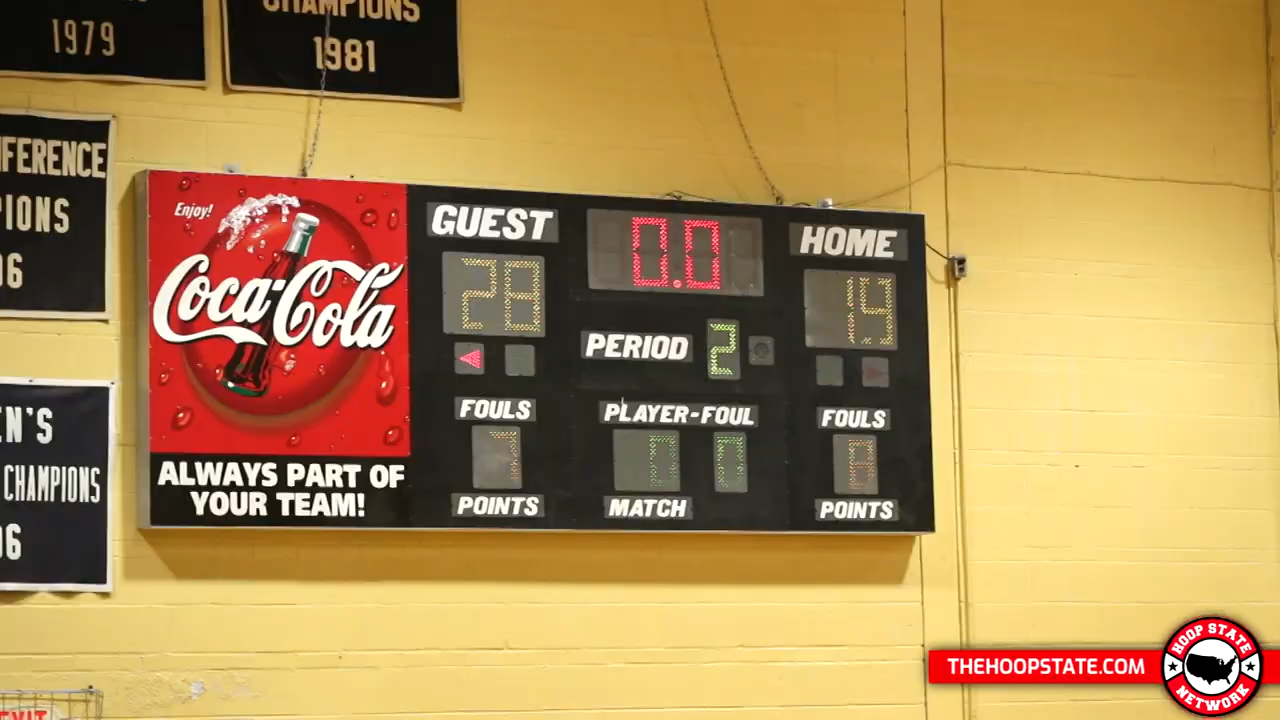 1979
CHAMPIONS
1981
FERENCE
PIONS
06
EN'S
CHAMPIONS
06
Enjoy!
Coca-Cola
ALWAYS PART OF
YOUR TEAM!
GUEST
28
0.0
HOME
19
PERIOD 2
FOULS
7
POINTS
PLAYER-FOUL
0 0
MATCH
FOULS
8
POINTS
EXIT
THEHOOPSTATE.COM
HOOP STATE
NETWORK